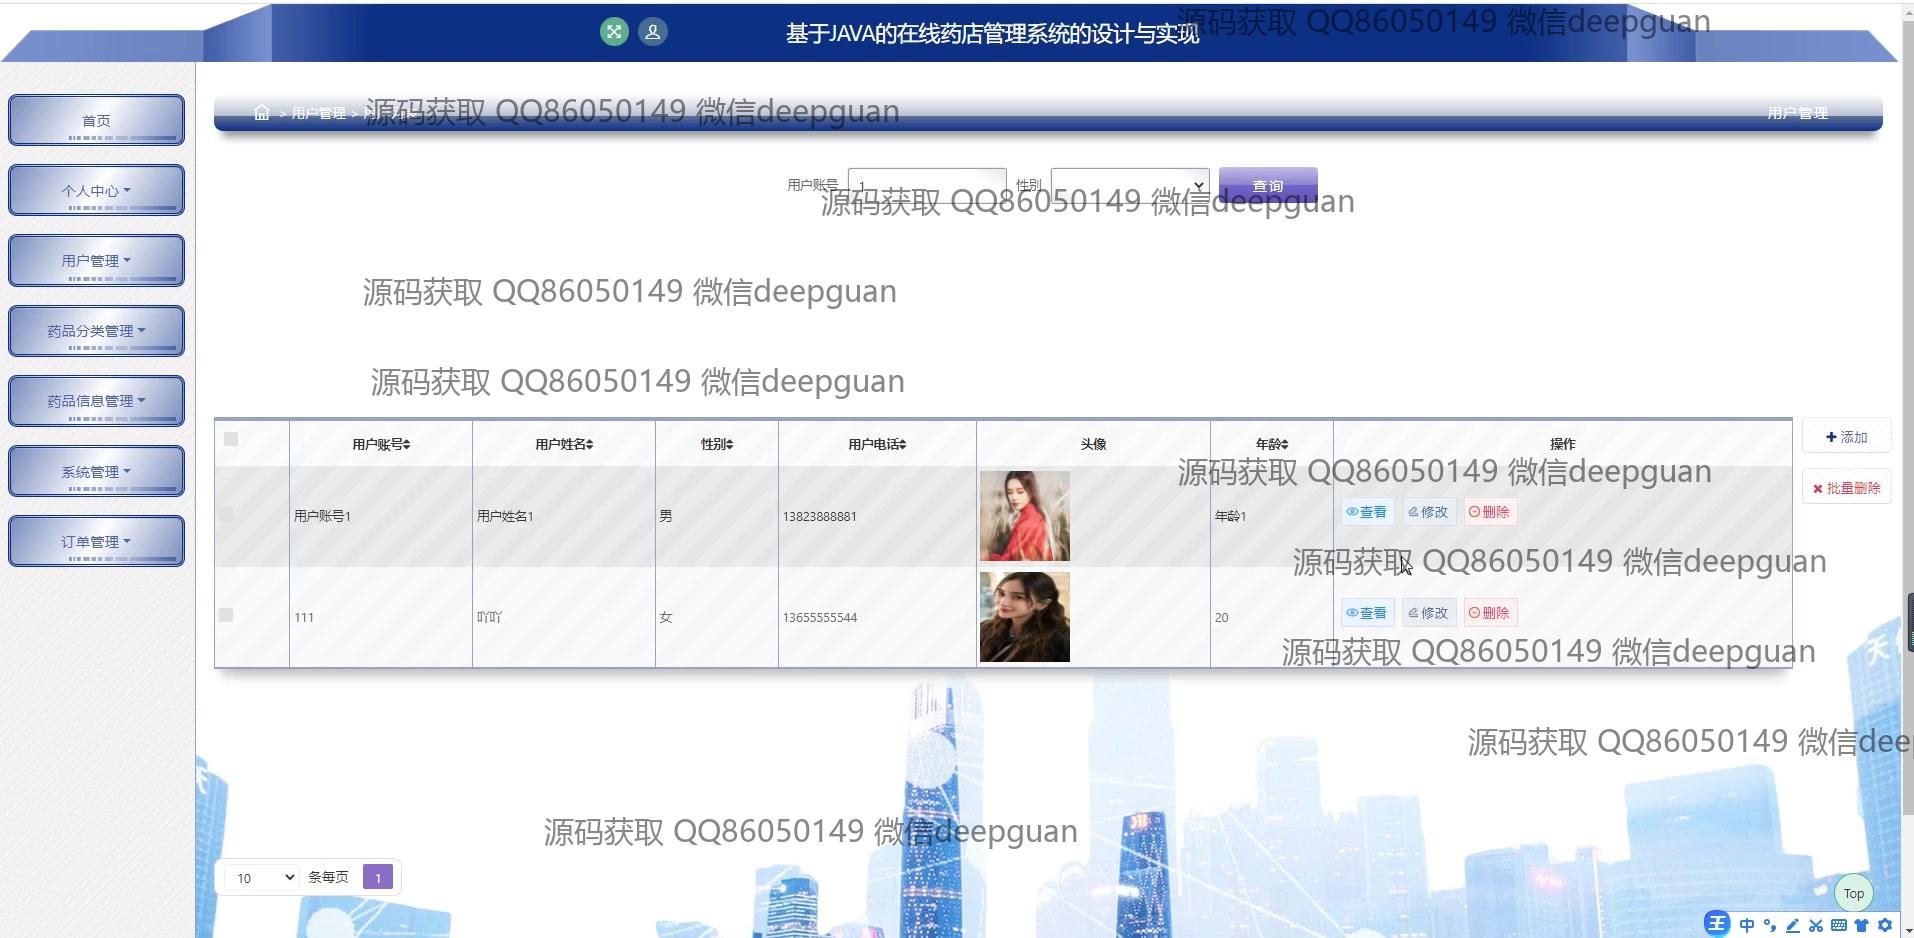 基于JAVA的在线药店管理系统的设计与实现
源码获取 QQ86050149 微信deepguan
首页
个人中心
用户管理
药品分类管理
药品信息管理
系统管理
订单管理
> 用户管理 >
源码获取 QQ86050149 微信deepguan
用户管理
用户账号 1 性别 查询
源码获取 QQ86050149 微信deepguan
源码获取 QQ86050149 微信deepguan
源码获取 QQ86050149 微信deepguan
用户账号 用户姓名 性别 用户电话 头像 年龄 操作
添加
源码获取 QQ86050149 微信deepguan
批量删除
用户账号1 用户姓名1 男 13823888881 年龄1 查看 修改 删除
源码获取 QQ86050149 微信deepguan
111 吖吖 女 13655555544 20 查看 修改 删除
源码获取 QQ86050149 微信deepguan
源码获取 QQ86050149 微信dee
源码获取 QQ86050149 微信deepguan
10 条每页 1
Top
王 中